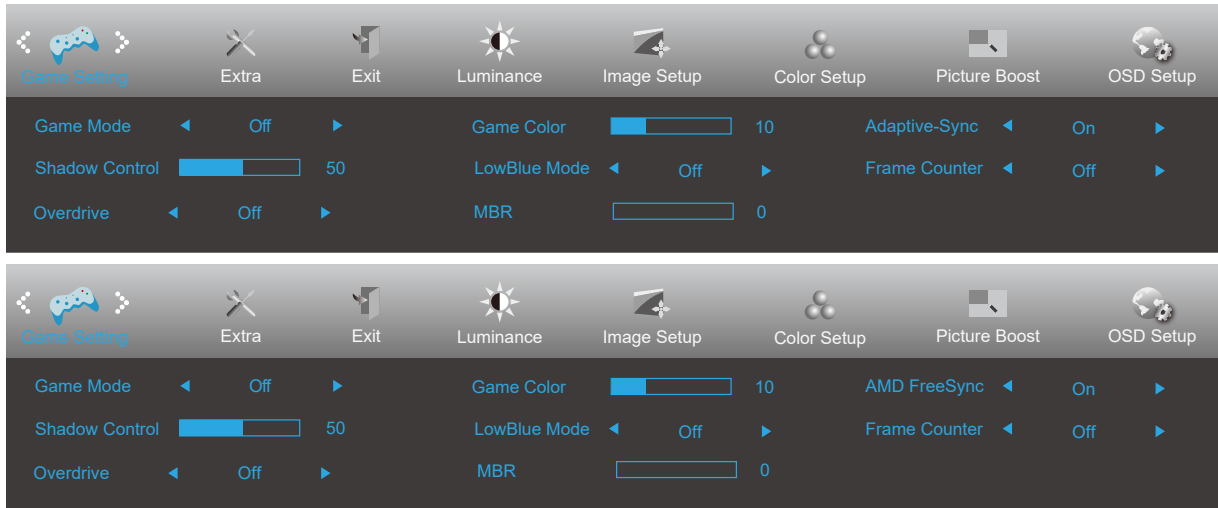 Game Setting Extra Exit Luminance Image Setup Color Setup Picture Boost OSD Setup
Game Mode Off Game Color 10 Adaptive-Sync On
Shadow Control 50 LowBlue Mode Off Frame Counter Off
Overdrive Off MBR 0
Game Setting Extra Exit Luminance Image Setup Color Setup Picture Boost OSD Setup
Game Mode Off Game Color 10 AMD FreeSync On
Shadow Control 50 LowBlue Mode Off Frame Counter Off
Overdrive Off MBR 0